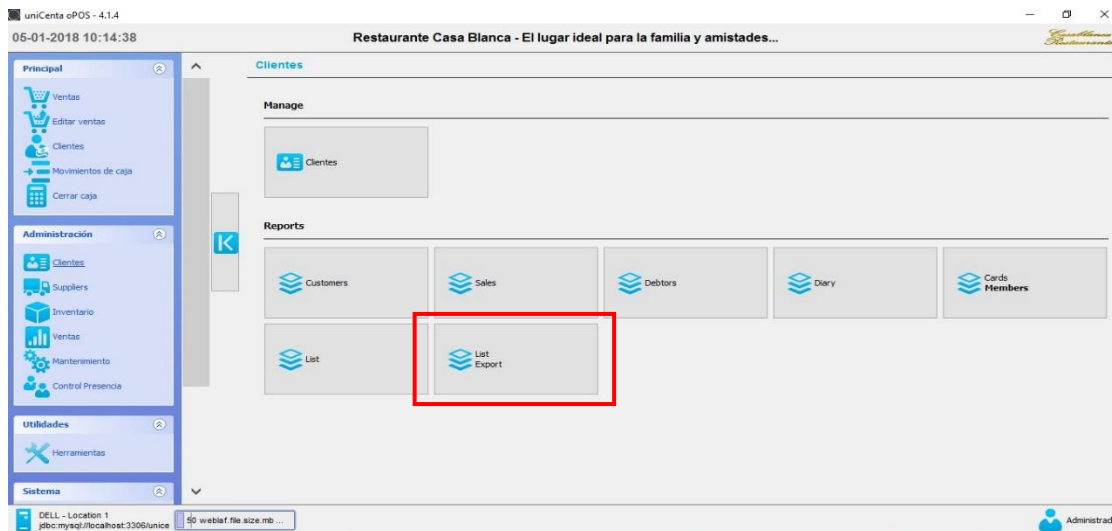 uniCenta oPOS - 4.1.4
05-01-2018 10:14:38
Restaurante Casa Blanca - El lugar ideal para la familia y amistades...
Casablanca
Restaurante
Principal
Ventas
Editar ventas
Clientes
Movimientos de caja
Cerrar caja
Administración
Clientes
Suppliers
Inventario
Ventas
Mantenimiento
Control Presencia
Utilidades
Herramientas
Sistema
Clientes
Manage
Clientes
Reports
Customers
Sales
Debtors
Diary
Cards
Members
List
List
Export
DELL - Location 1
jdbc:mysql://localhost:3306/unice
50 weblaf.file.size.mb ...
Administrad